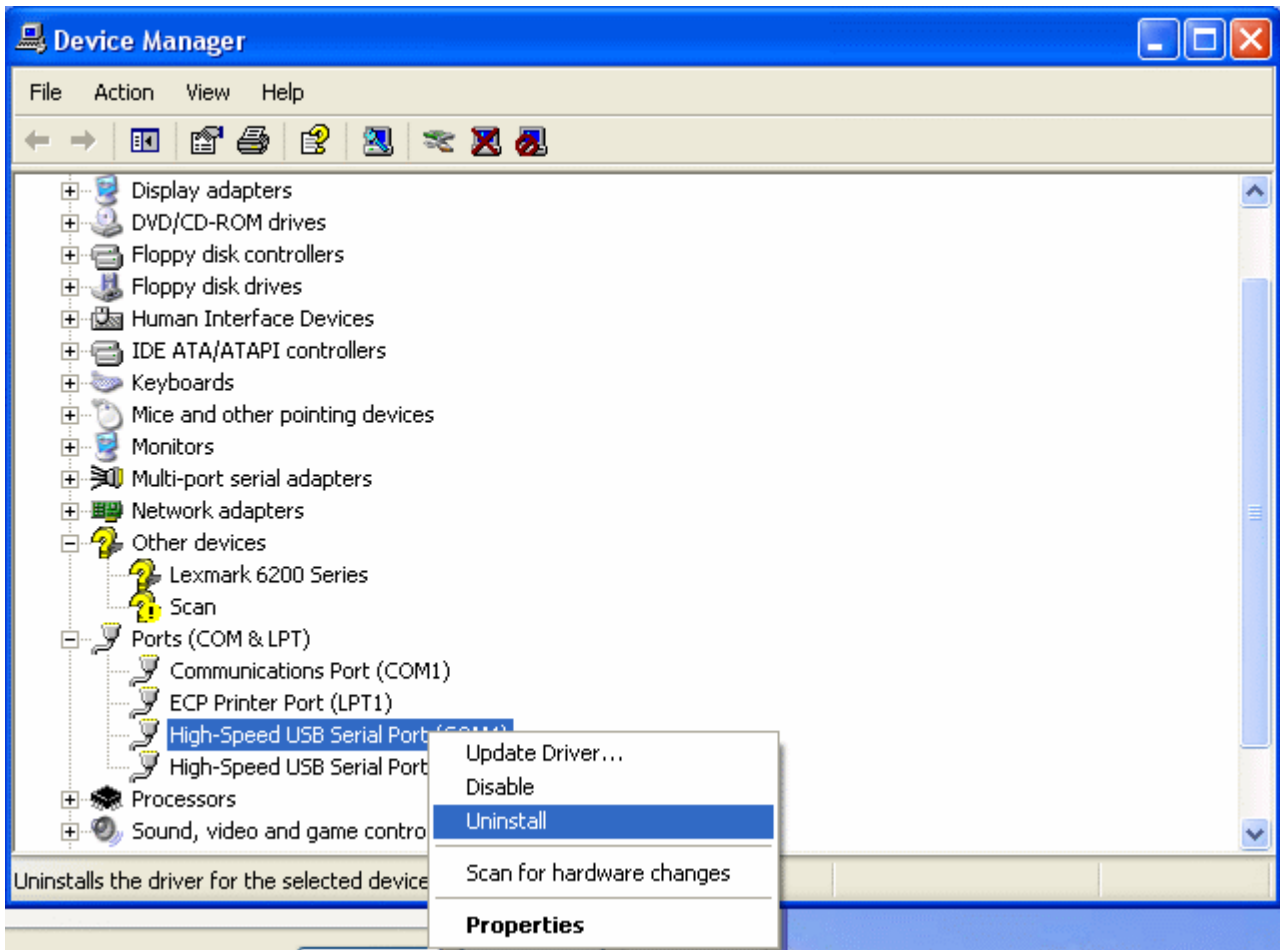 Device Manager
File Action View Help
Display adapters
DVD/CD-ROM drives
Floppy disk controllers
Floppy disk drives
Human Interface Devices
IDE ATA/ATAPI controllers
Keyboards
Mice and other pointing devices
Monitors
Multi-port serial adapters
Network adapters
Other devices
Lexmark 6200 Series
Scan
Ports (COM & LPT)
Communications Port (COM1)
ECP Printer Port (LPT1)
High-Speed USB Serial Port
High-Speed USB Serial Port
Processors
Sound, video and game contro
Update Driver...
Disable
Uninstall
Scan for hardware changes
Properties
Uninstalls the driver for the selected device